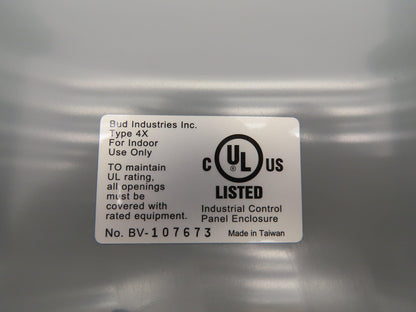 Bud Industries Inc.
Type 4X
For Indoor
Use Only
TO maintain
UL rating,
all openings
must be
covered with
rated equipment.
No. BV-107673
C UL US
®
LISTED
Industrial Control
Panel Enclosure
Made in Taiwan